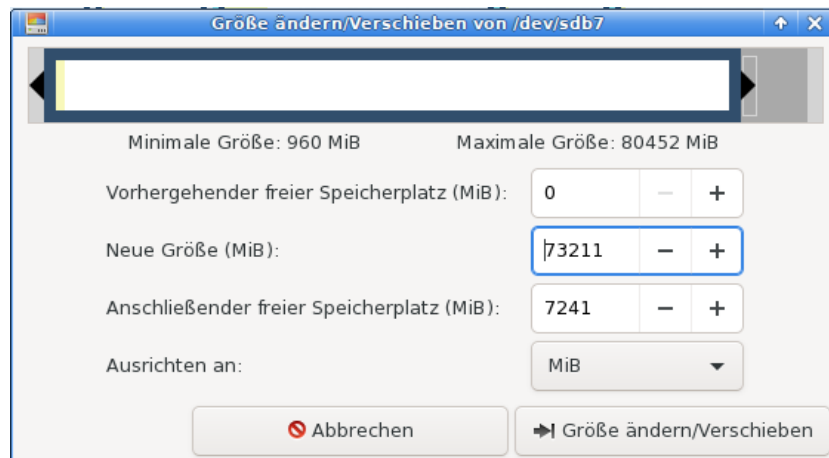 Größe ändern/Verschieben von /dev/sdb7
Minimale Größe: 960 MiB Maximale Größe: 80452 MiB
Vorhergehender freier Speicherplatz (MiB): 0
Neue Größe (MiB): 73211
Anschließender freier Speicherplatz (MiB): 7241
Ausrichten an: MiB
Abbrechen Größe ändern/Verschieben